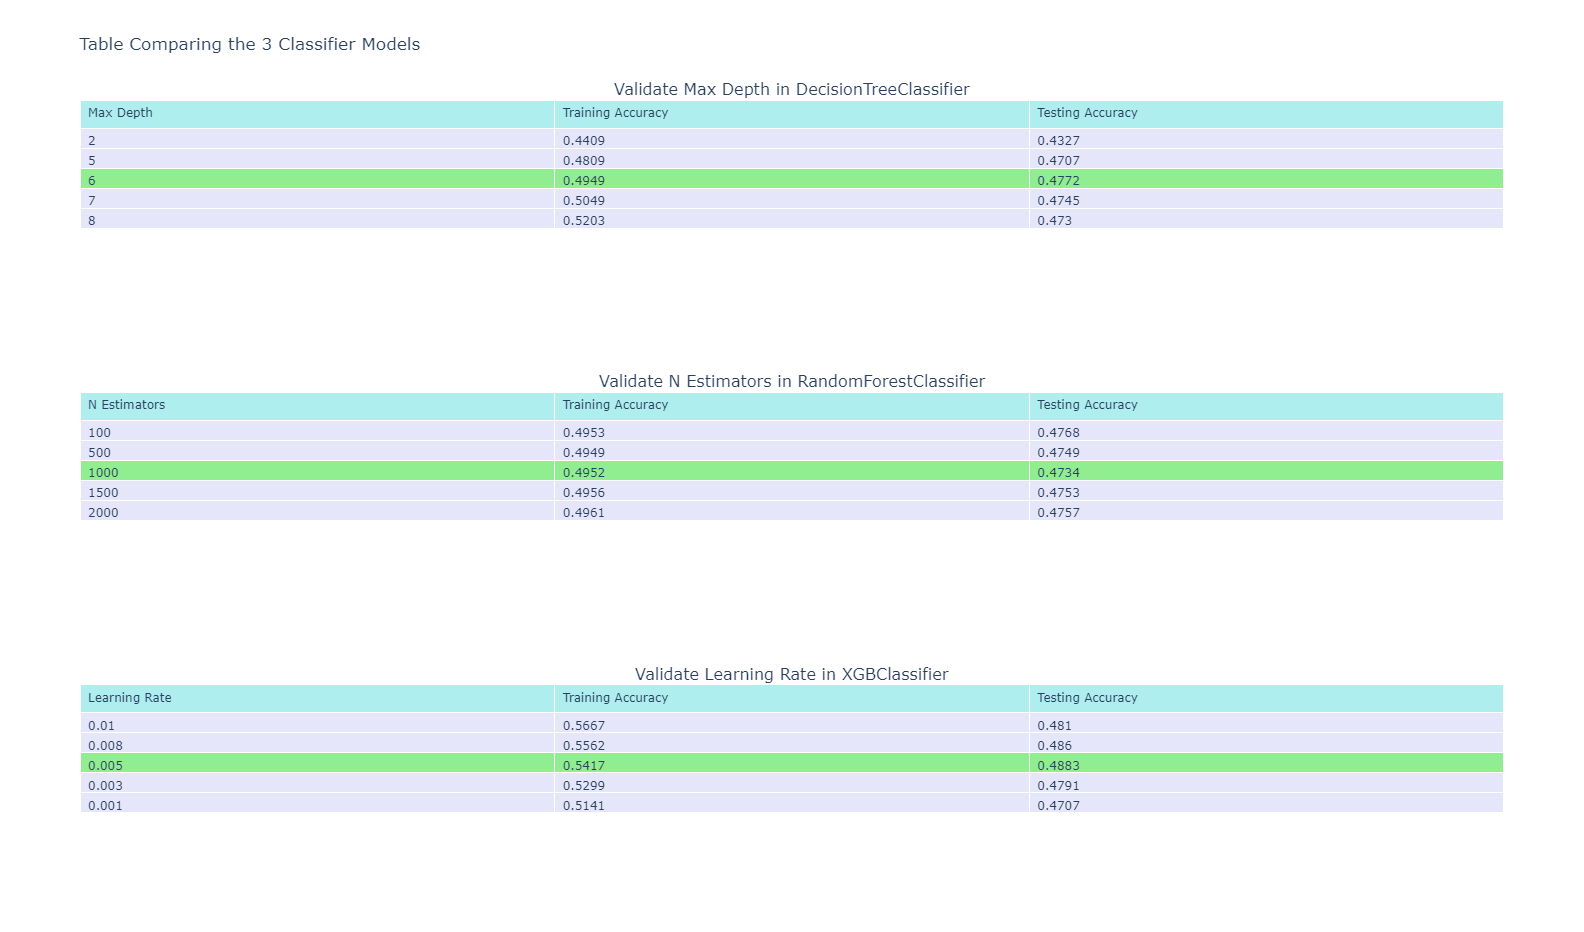 Table Comparing the 3 Classifier Models
Validate Max Depth in DecisionTreeClassifier
Max Depth Training Accuracy Testing Accuracy
2 0.4409 0.4327
5 0.4809 0.4707
6 0.4949 0.4772
7 0.5049 0.4745
8 0.5203 0.473
Validate N Estimators in RandomForestClassifier
N Estimators Training Accuracy Testing Accuracy
100 0.4953 0.4768
500 0.4949 0.4749
1000 0.4952 0.4734
1500 0.4956 0.4753
2000 0.4961 0.4757
Validate Learning Rate in XGBClassifier
Learning Rate Training Accuracy Testing Accuracy
0.01 0.5667 0.481
0.008 0.5562 0.486
0.005 0.5417 0.4883
0.003 0.5299 0.4791
0.001 0.5141 0.4707